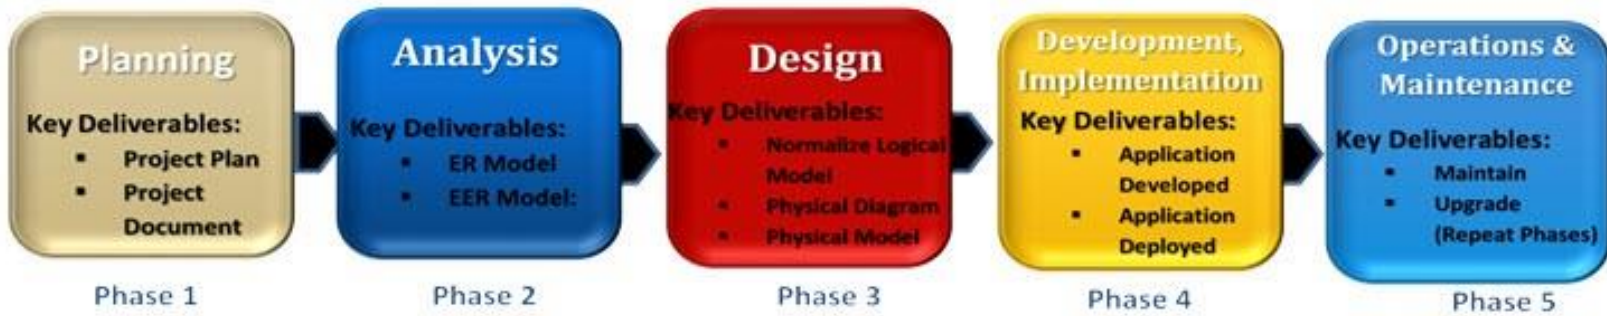 Planning
Key Deliverables:
▪ Project Plan
▪ Project
Document
Phase 1
Analysis
Key Deliverables:
▪ ER Model
▪ EER Model:
Phase 2
Design
Key Deliverables:
▪ Normalize Logical
Model
▪ Physical Diagram
▪ Physical Model
Phase 3
Development,
Implementation
Key Deliverables:
▪ Application
Developed
▪ Application
Deployed
Phase 4
Operations &
Maintenance
Key Deliverables:
▪ Maintain
▪ Upgrade
(Repeat Phases)
Phase 5